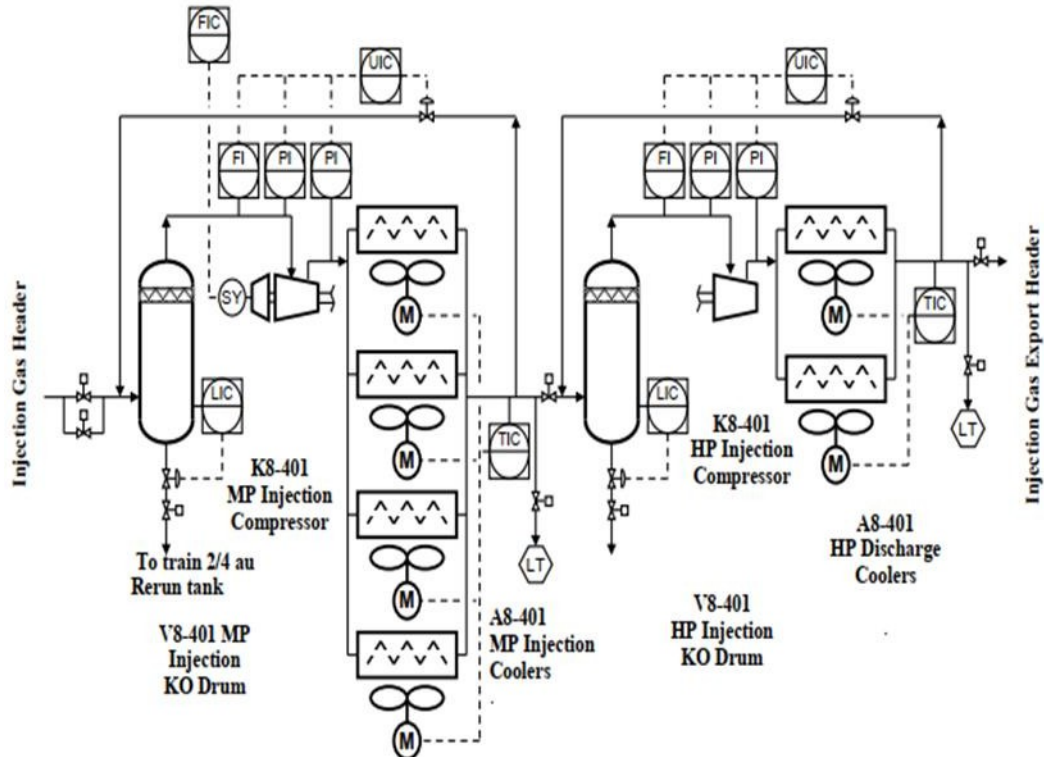 FIC
UIC
UIC
FI
PI
PI
FI
PI
PI
SY
M
M
TIC
Injection Gas Header
LIC
M
TIC
LIC
K8-401
HP Injection
Compressor
LT
Injection Gas Export Header
K8-401
MP Injection
Compressor
M
LT
A8-401
HP Discharge
Coolers
To train 2/4 au
Rerun tank
M
A8-401
MP Injection
Coolers
V8-401 MP
Injection
KO Drum
V8-401
HP Injection
KO Drum
M